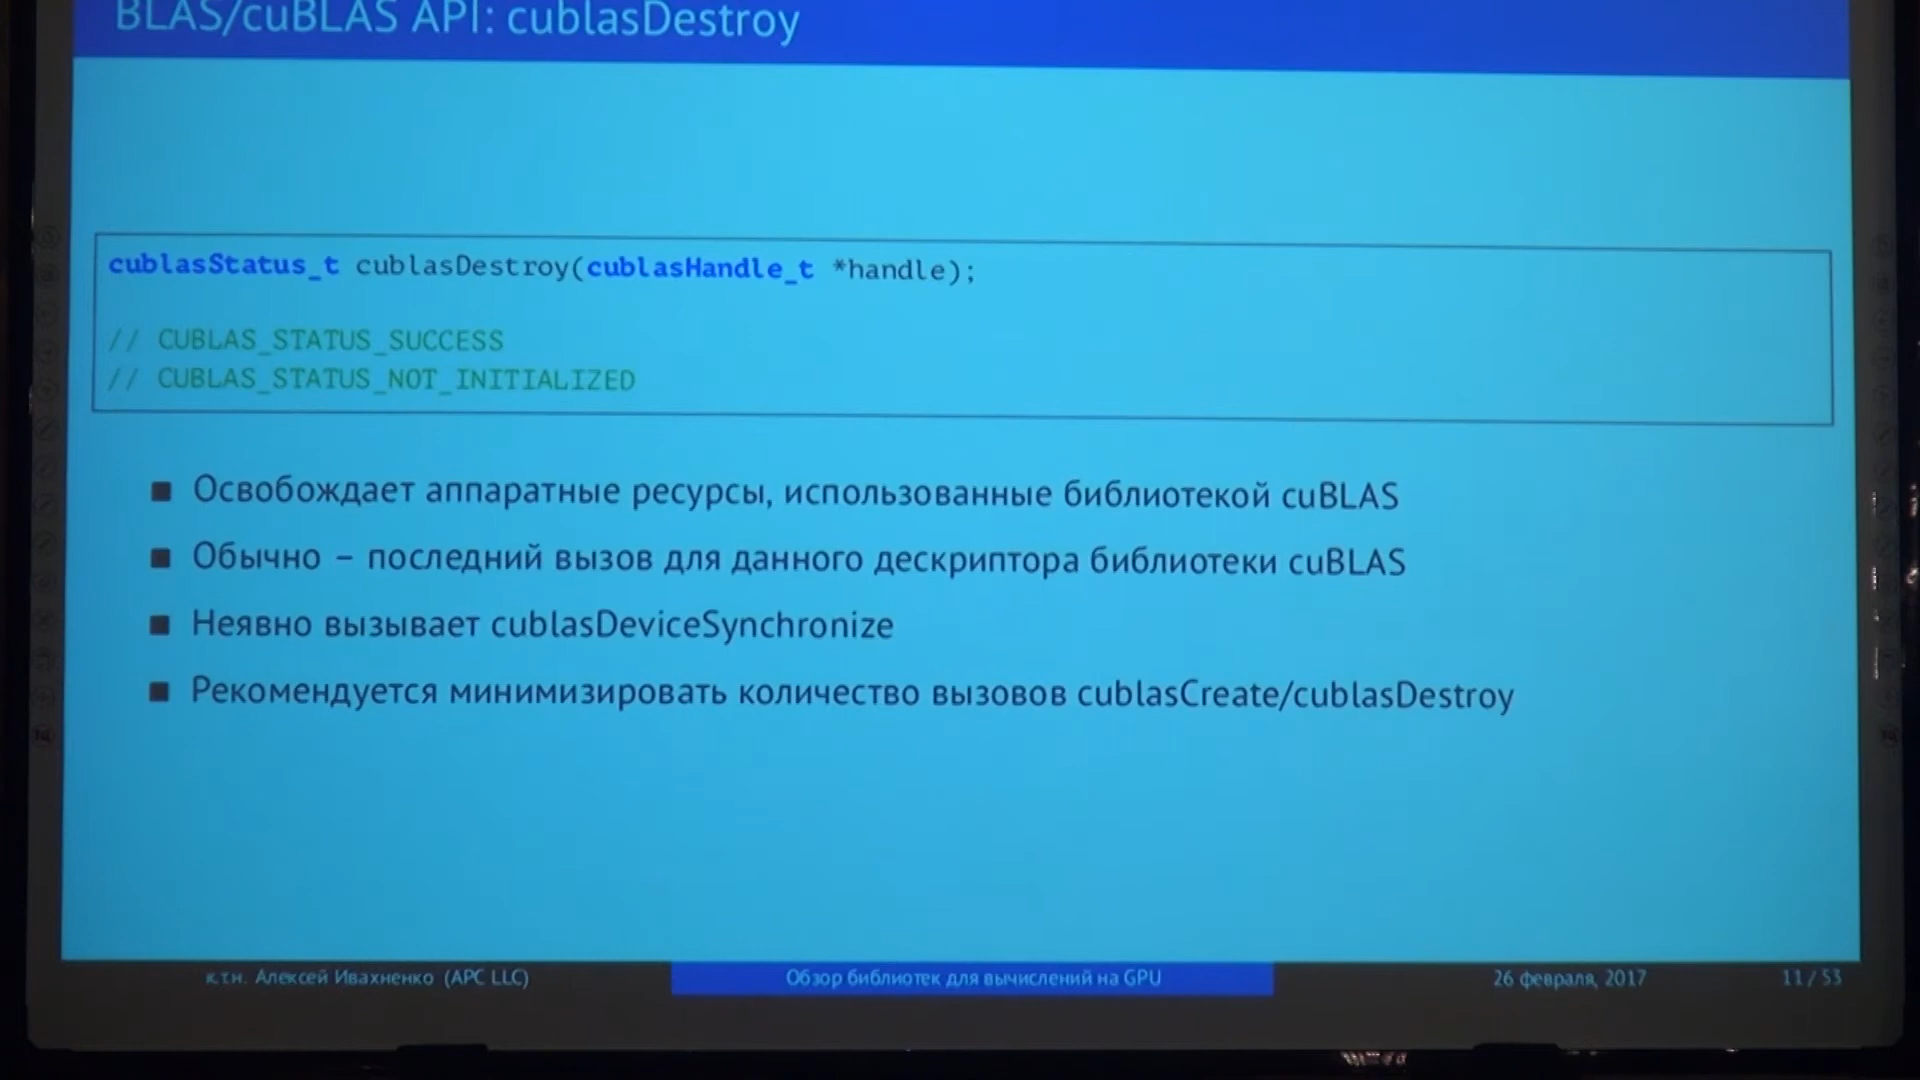 BLAS/cuBLAS API: cublasDestroy
cublasStatus_t cublasDestroy(cublasHandle_t *handle);
// CUBLAS_STATUS_SUCCESS
// CUBLAS_STATUS_NOT_INITIALIZED
Освобождает аппаратные ресурсы, использованные библиотекой cuBLAS
Обычно – последний вызов для данного дескриптора библиотеки cuBLAS
Неявно вызывает cublasDeviceSynchronize
Рекомендуется минимизировать количество вызовов cublasCreate/cublasDestroy
к.т.н. Алексей Ивахненко (APC LLC)
Обзор библиотек для вычислений на GPU
26 февраля, 2017
11 / 53